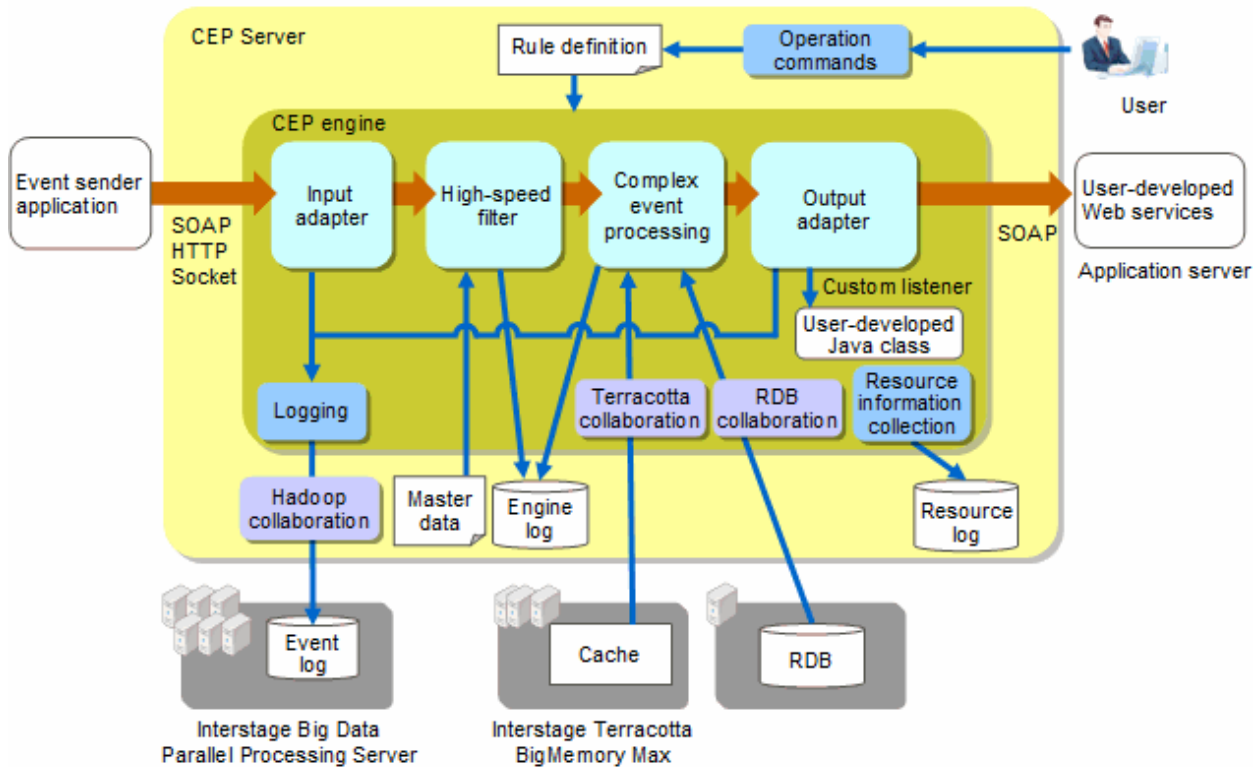 CEP Server
Rule definition
Operation
commands
User
CEP engine
Event sender
application
SOAP
HTTP
Socket
Input
adapter
High-speed
filter
Complex
event
processing
Output
adapter
SOAP
User-developed
Web services
Application server
Custom listener
User-developed
Java class
Logging
Terracotta
collaboration
RDB
collaboration
Resource
information
collection
Hadoop
collaboration
Master
data
Engine
log
Resource
log
Event
log
Cache
RDB
Interstage Big Data
Parallel Processing Server
Interstage Terracotta
BigMemory Max